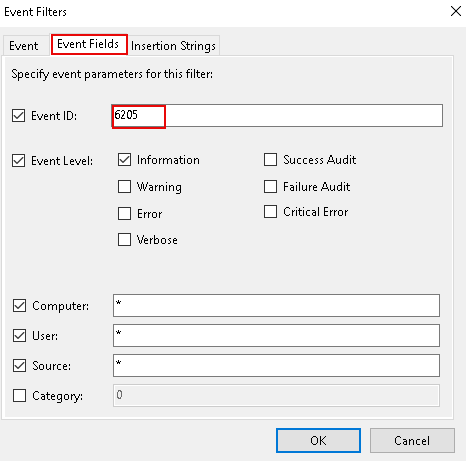 Event Filters
Event Event Fields Insertion Strings
Specify event parameters for this filter:
Event ID: 6205
Event Level: Information Success Audit
Warning Failure Audit
Error Critical Error
Verbose
Computer: *
User: *
Source: *
Category: 0
OK Cancel